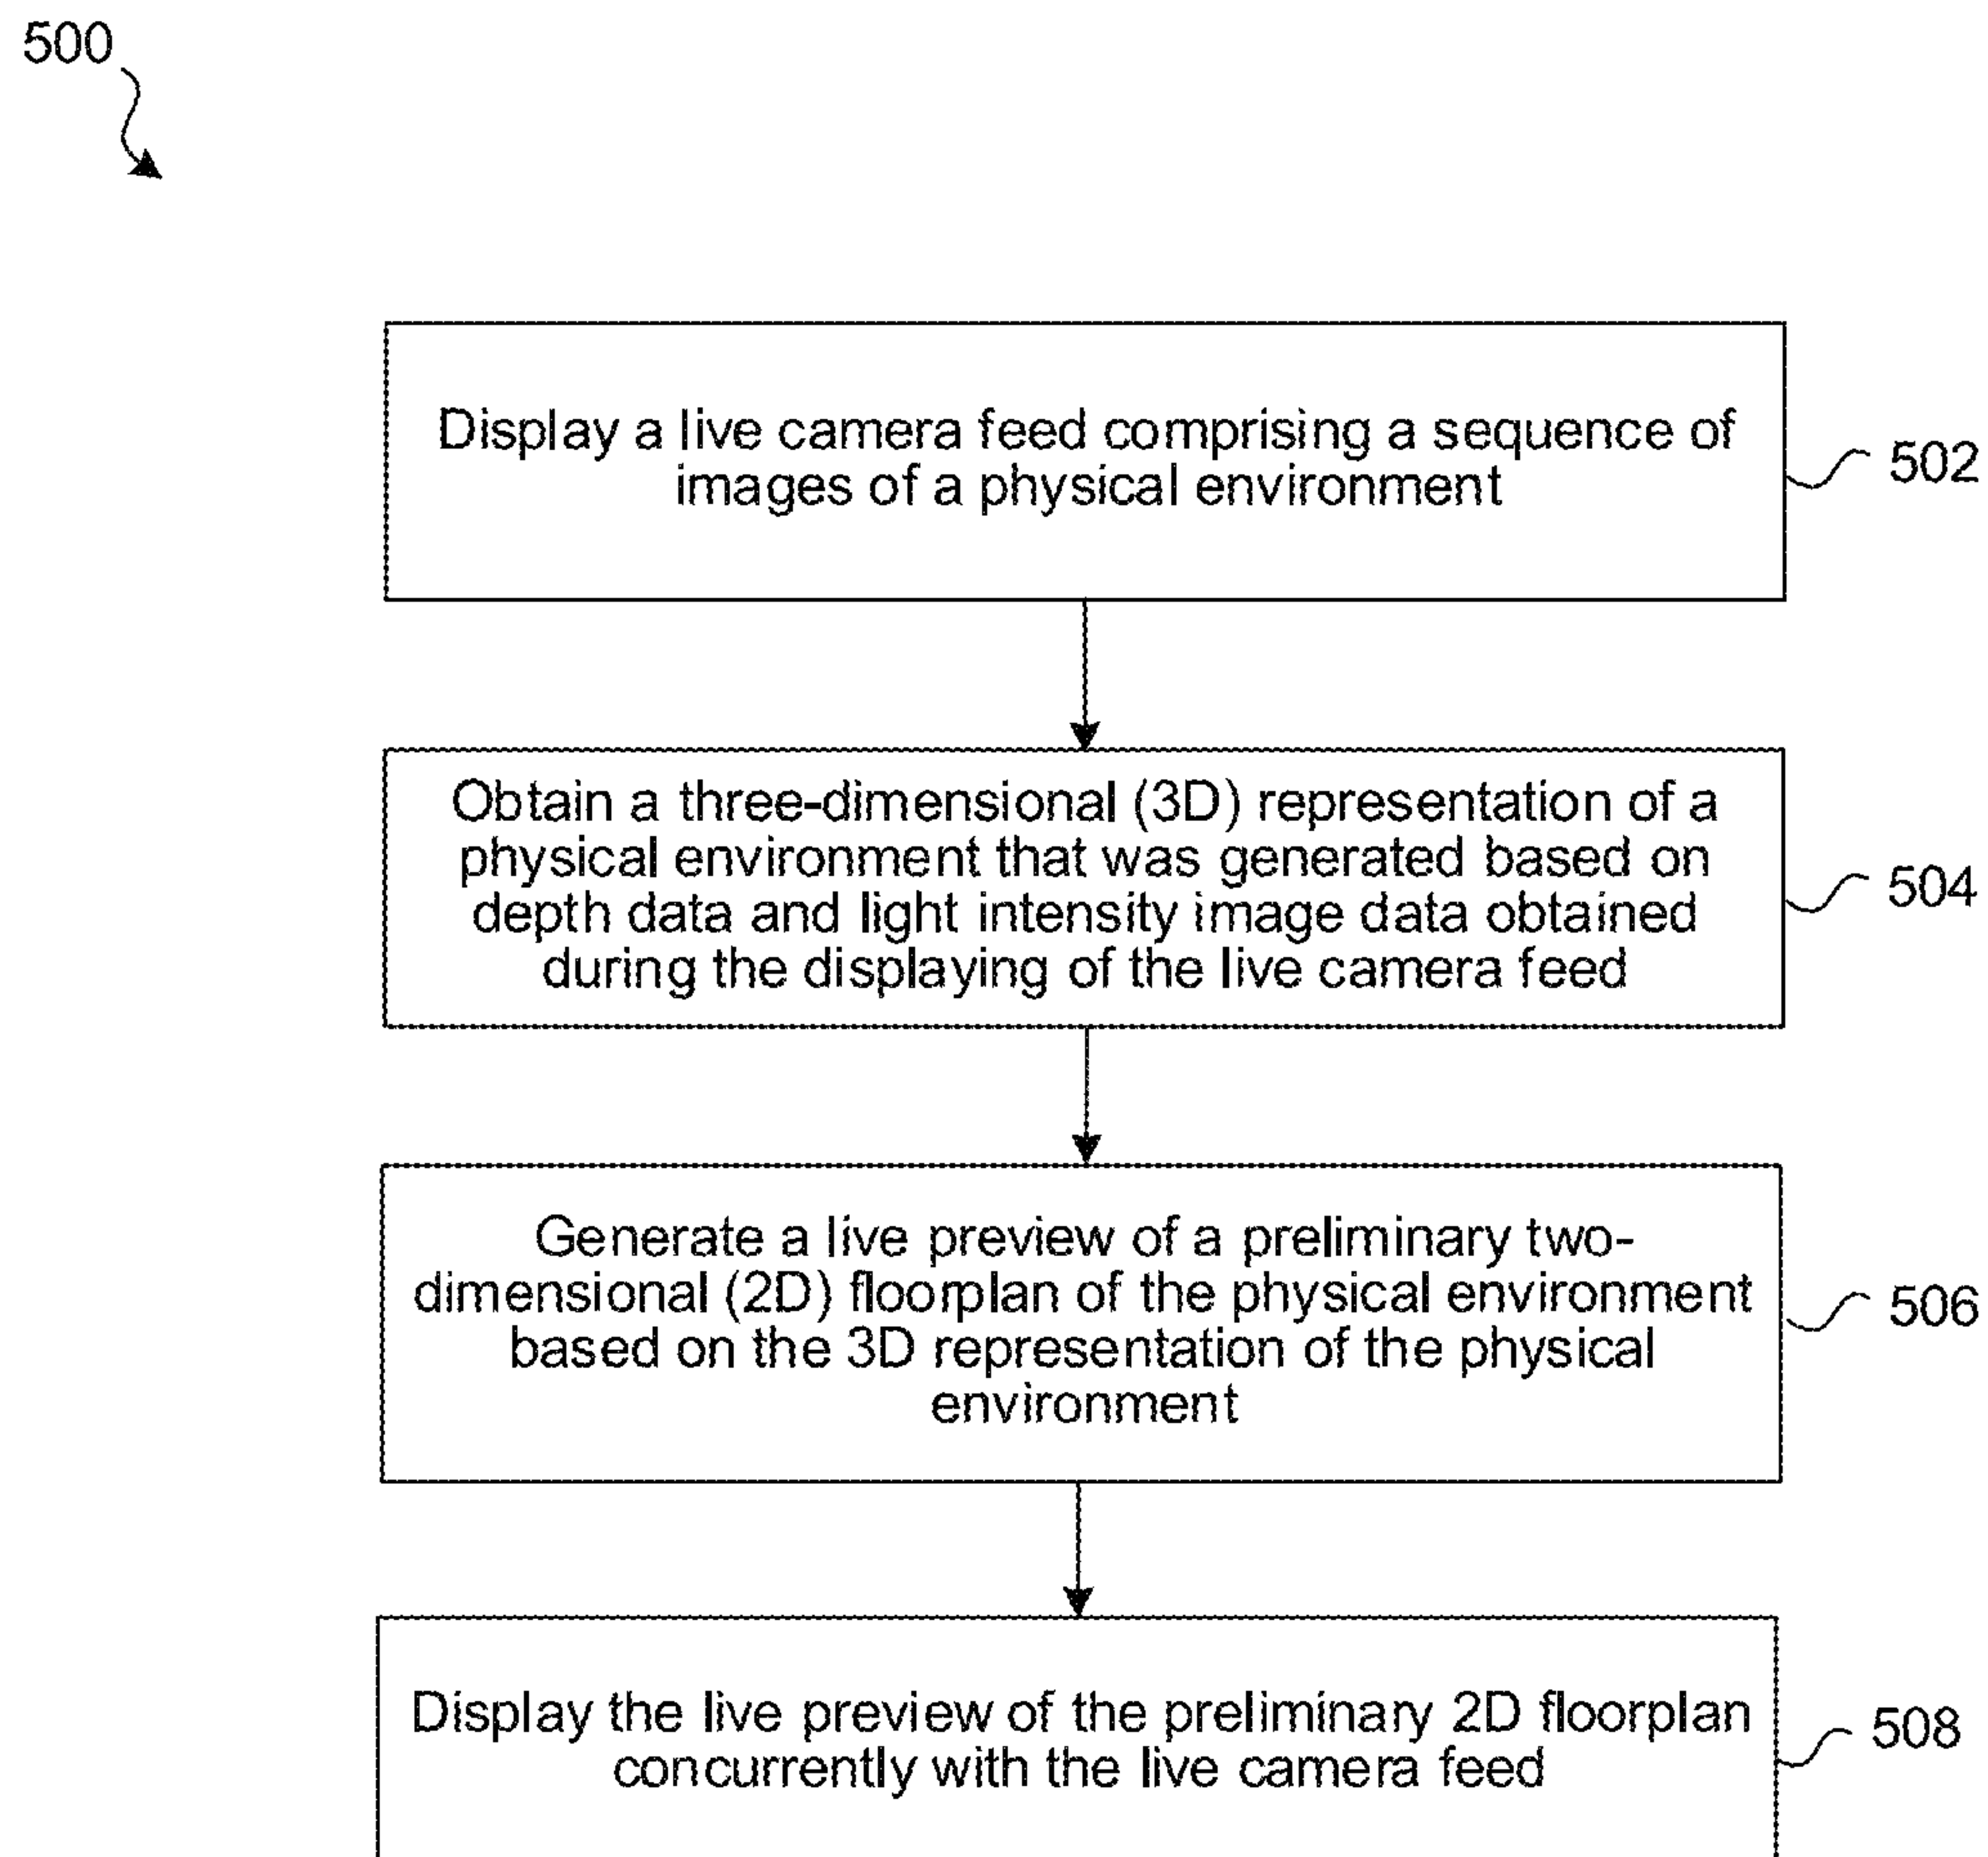 500
Display a live camera feed comprising a sequence of
images of a physical environment
502
Obtain a three-dimensional (3D) representation of a
physical environment that was generated based on
depth data and light intensity image data obtained
during the displaying of the live camera feed
504
Generate a live preview of a preliminary two-
dimensional (2D) floorplan of the physical environment
based on the 3D representation of the physical
environment
506
Display the live preview of the preliminary 2D floorplan
concurrently with the live camera feed
508